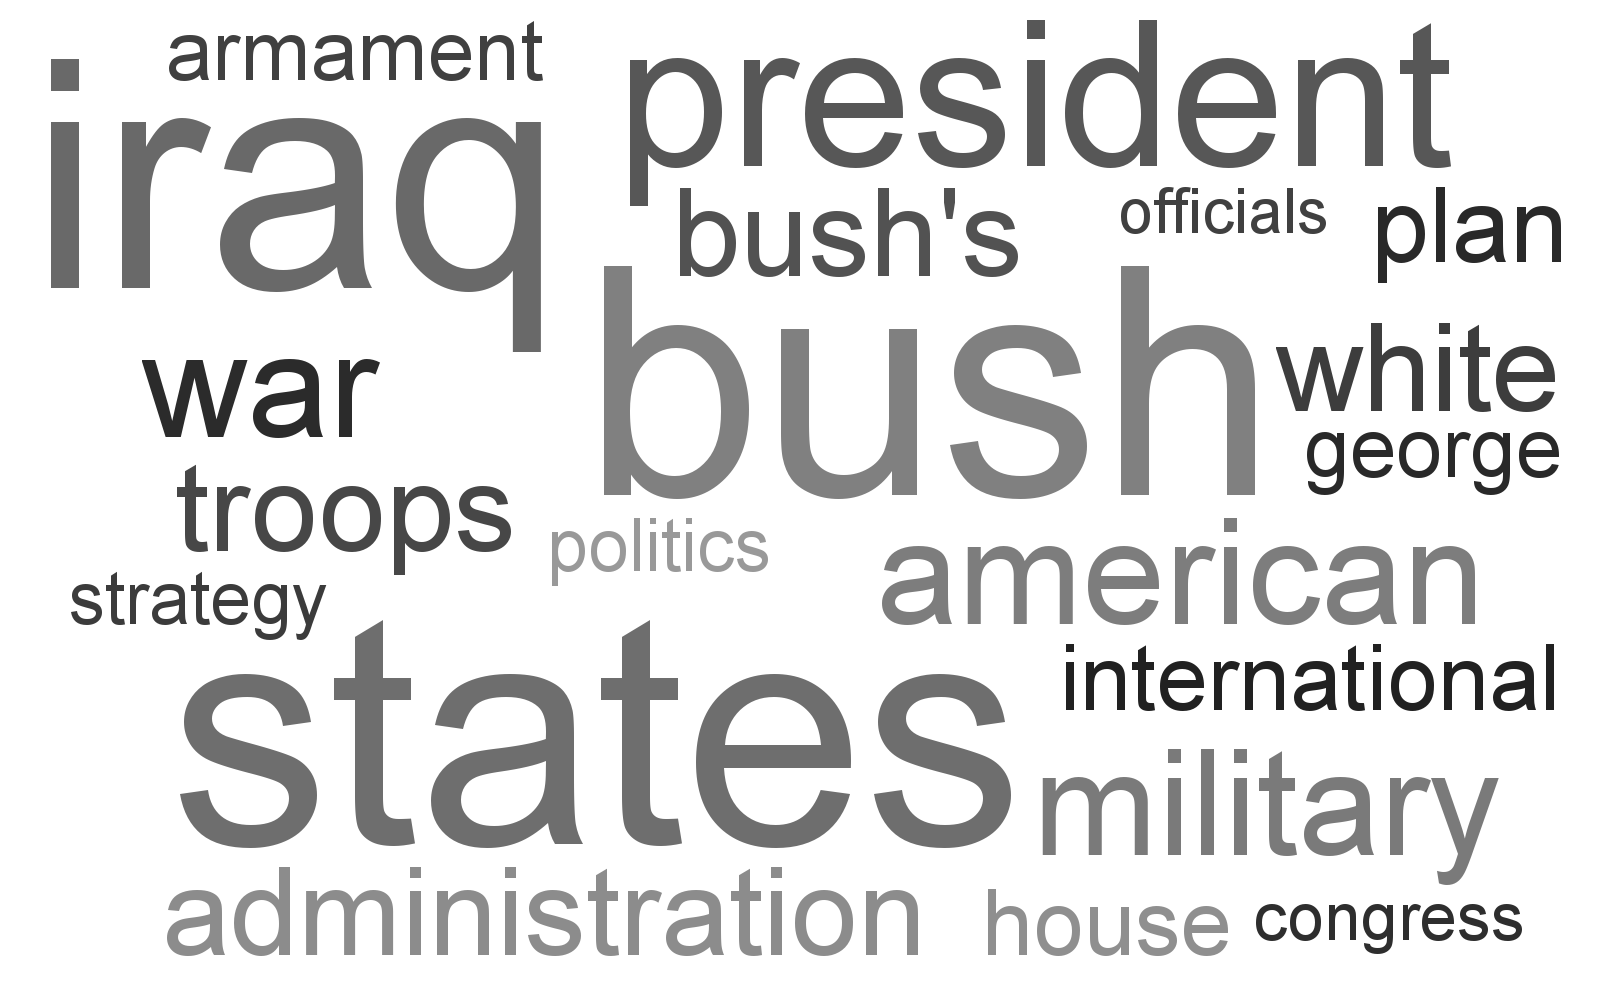 armament
iraq
president
bush's
officials
plan
bush
war
white
george
troops
politics
american
strategy
states
international
military
administration
house
congress